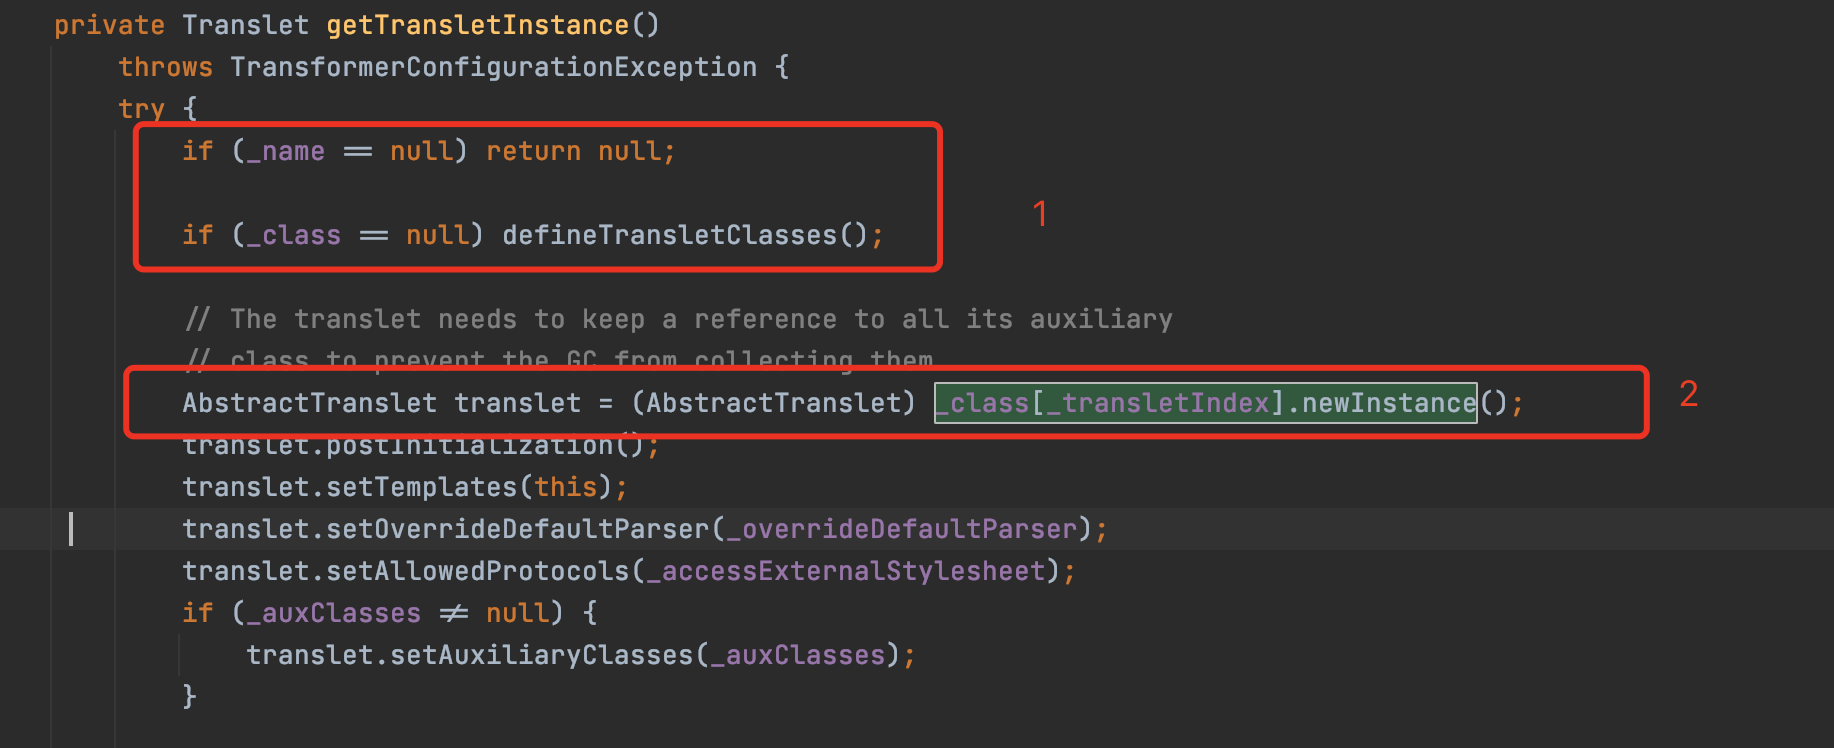 private Translet getTransletInstance()
throws TransformerConfigurationException {
try {
if (_name == null) return null;
1
if (_class == null) defineTransletClasses();
// The translet needs to keep a reference to all its auxiliary
// class to prevent the GC from collecting them
AbstractTranslet translet = (AbstractTranslet) _class[_transletIndex].newInstance();
2
translet.postInitialization();
translet.setTemplates(this);
translet.setOverrideDefaultParser(_overrideDefaultParser);
translet.setAllowedProtocols(_accessExternalStylesheet);
if (_auxClasses != null) {
translet.setAuxiliaryClasses(_auxClasses);
}